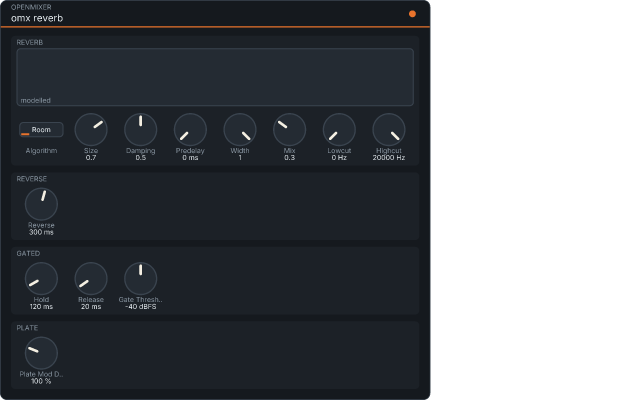 OPENMIXER
omx reverb
REVERB
modelled
Room
Algorithm
Size
0.7
Damping
0.5
Predelay
0 ms
Width
1
Mix
0.3
Lowcut
0 Hz
Highcut
20000 Hz
REVERSE
Reverse
300 ms
GATED
Hold
120 ms
Release
20 ms
Gate Thresh..
-40 dBFS
PLATE
Plate Mod D..
100 %